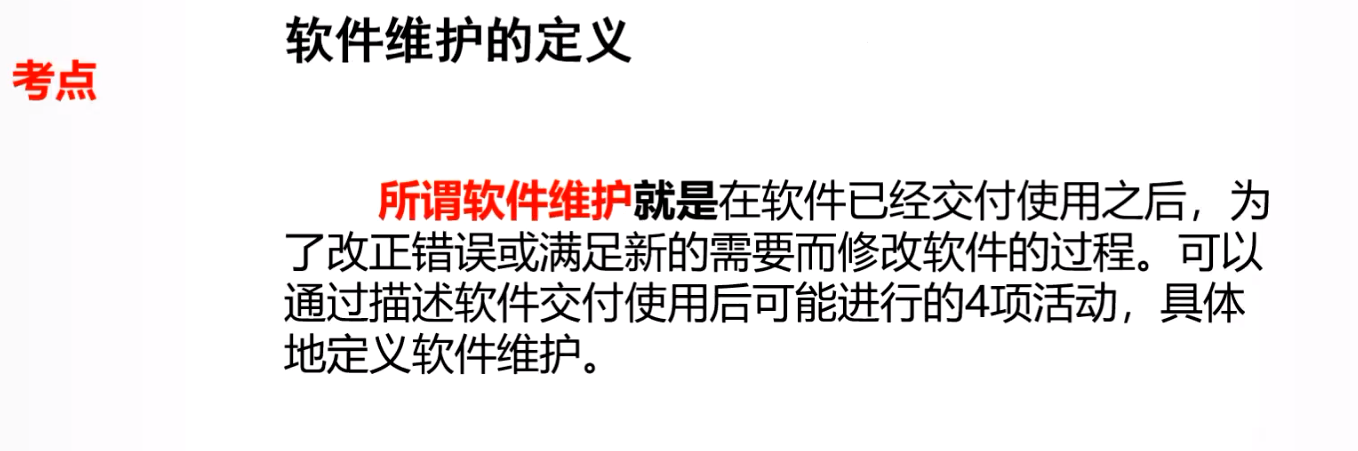 软件维护的定义
考点
所谓软件维护就是在软件已经交付使用之后，为
了改正错误或满足新的需要而修改软件的过程。可以
通过描述软件交付使用后可能进行的4项活动，具体
地定义软件维护。